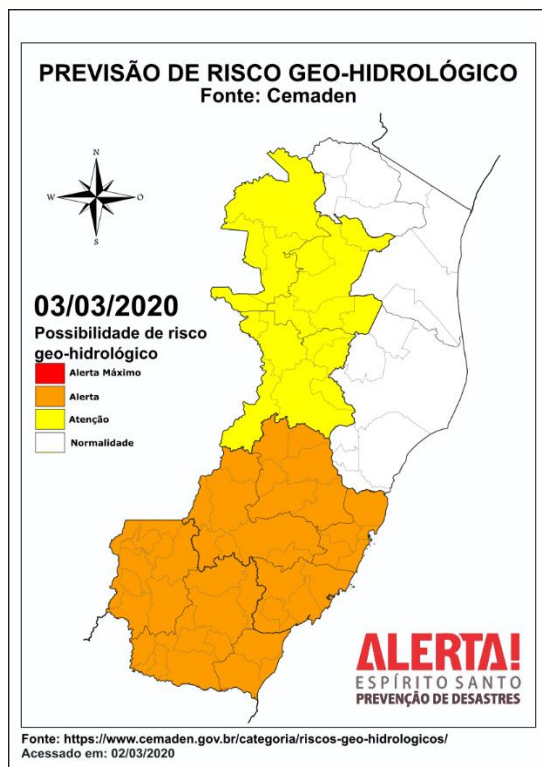 PREVISÃO DE RISCO GEO-HIDROLÓGICO
Fonte: Cemaden
N
W
O
S
03/03/2020
Possibilidade de risco
geo-hidrológico
Alerta Máximo
Alerta
Atenção
Normalidade
ALERTA!
ESPÍRITO SANTO
PREVENÇÃO DE DESASTRES
Fonte: https://www.cemaden.gov.br/categoria/riscos-geo-hidrologicos/
Acessado em: 02/03/2020